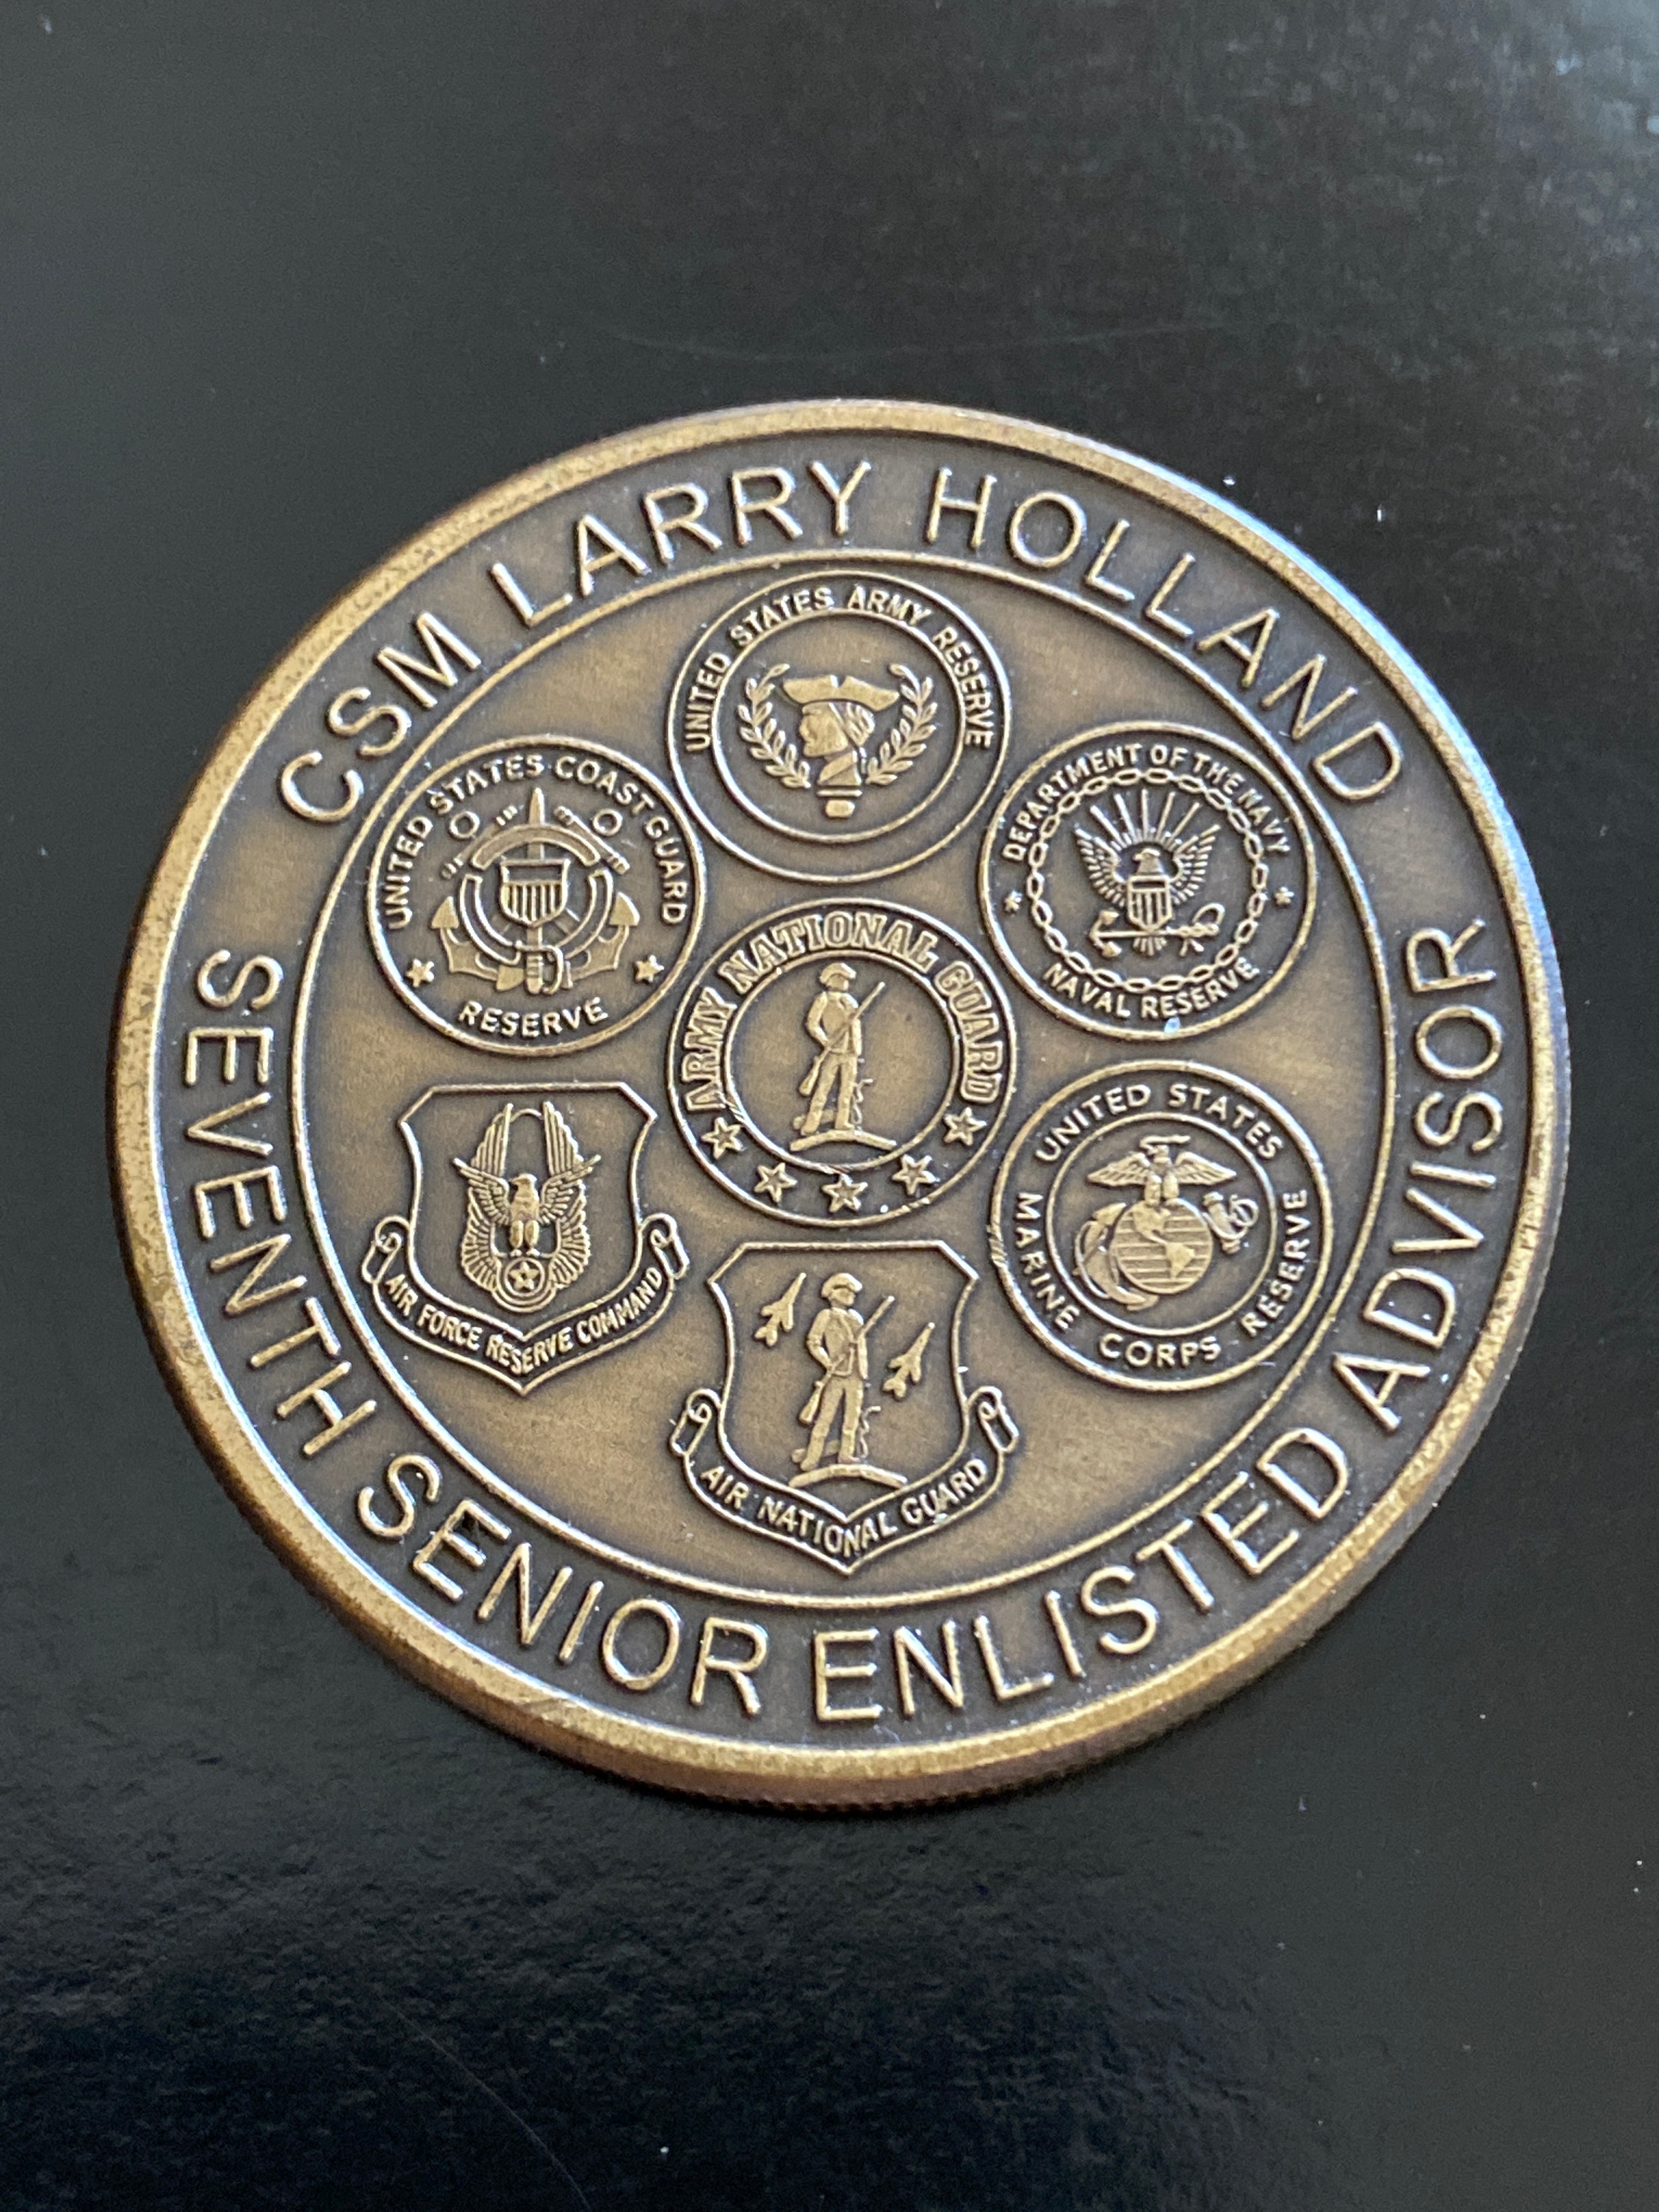 CSM LARRY HOLLAND
UNITED STATES ARMY RESERVE
UNITED STATES COAST GUARD
RESERVE
DEPARTMENT OF THE NAVY
NAVAL RESERVE
ARMY NATIONAL GUARD
AIR FORCE RESERVE COMMAND
UNITED STATES
MARINE CORPS RESERVE
AIR NATIONAL GUARD
SEVENTH SENIOR ENLISTED ADVISOR